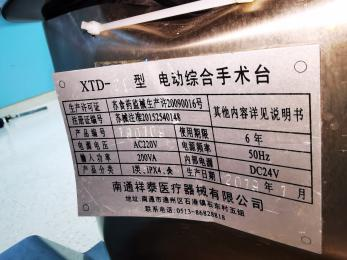 XTD- 型 电动综合手术台
生产许可证 苏食药监械生产许20090016号 其他内容详见说明书
注册证编号 苏械注准20152540148
产品编号 使用期限 6年
电源电压 AC220V 电源频率 50Hz
输入功率 200VA 内部电源 DC24V
产品分类 I类,IPX4,类 生产日期 年 月
南通祥泰医疗器械有限公司
地址:南通市通州区石港镇石东村五组
联系电话:0513-86828818